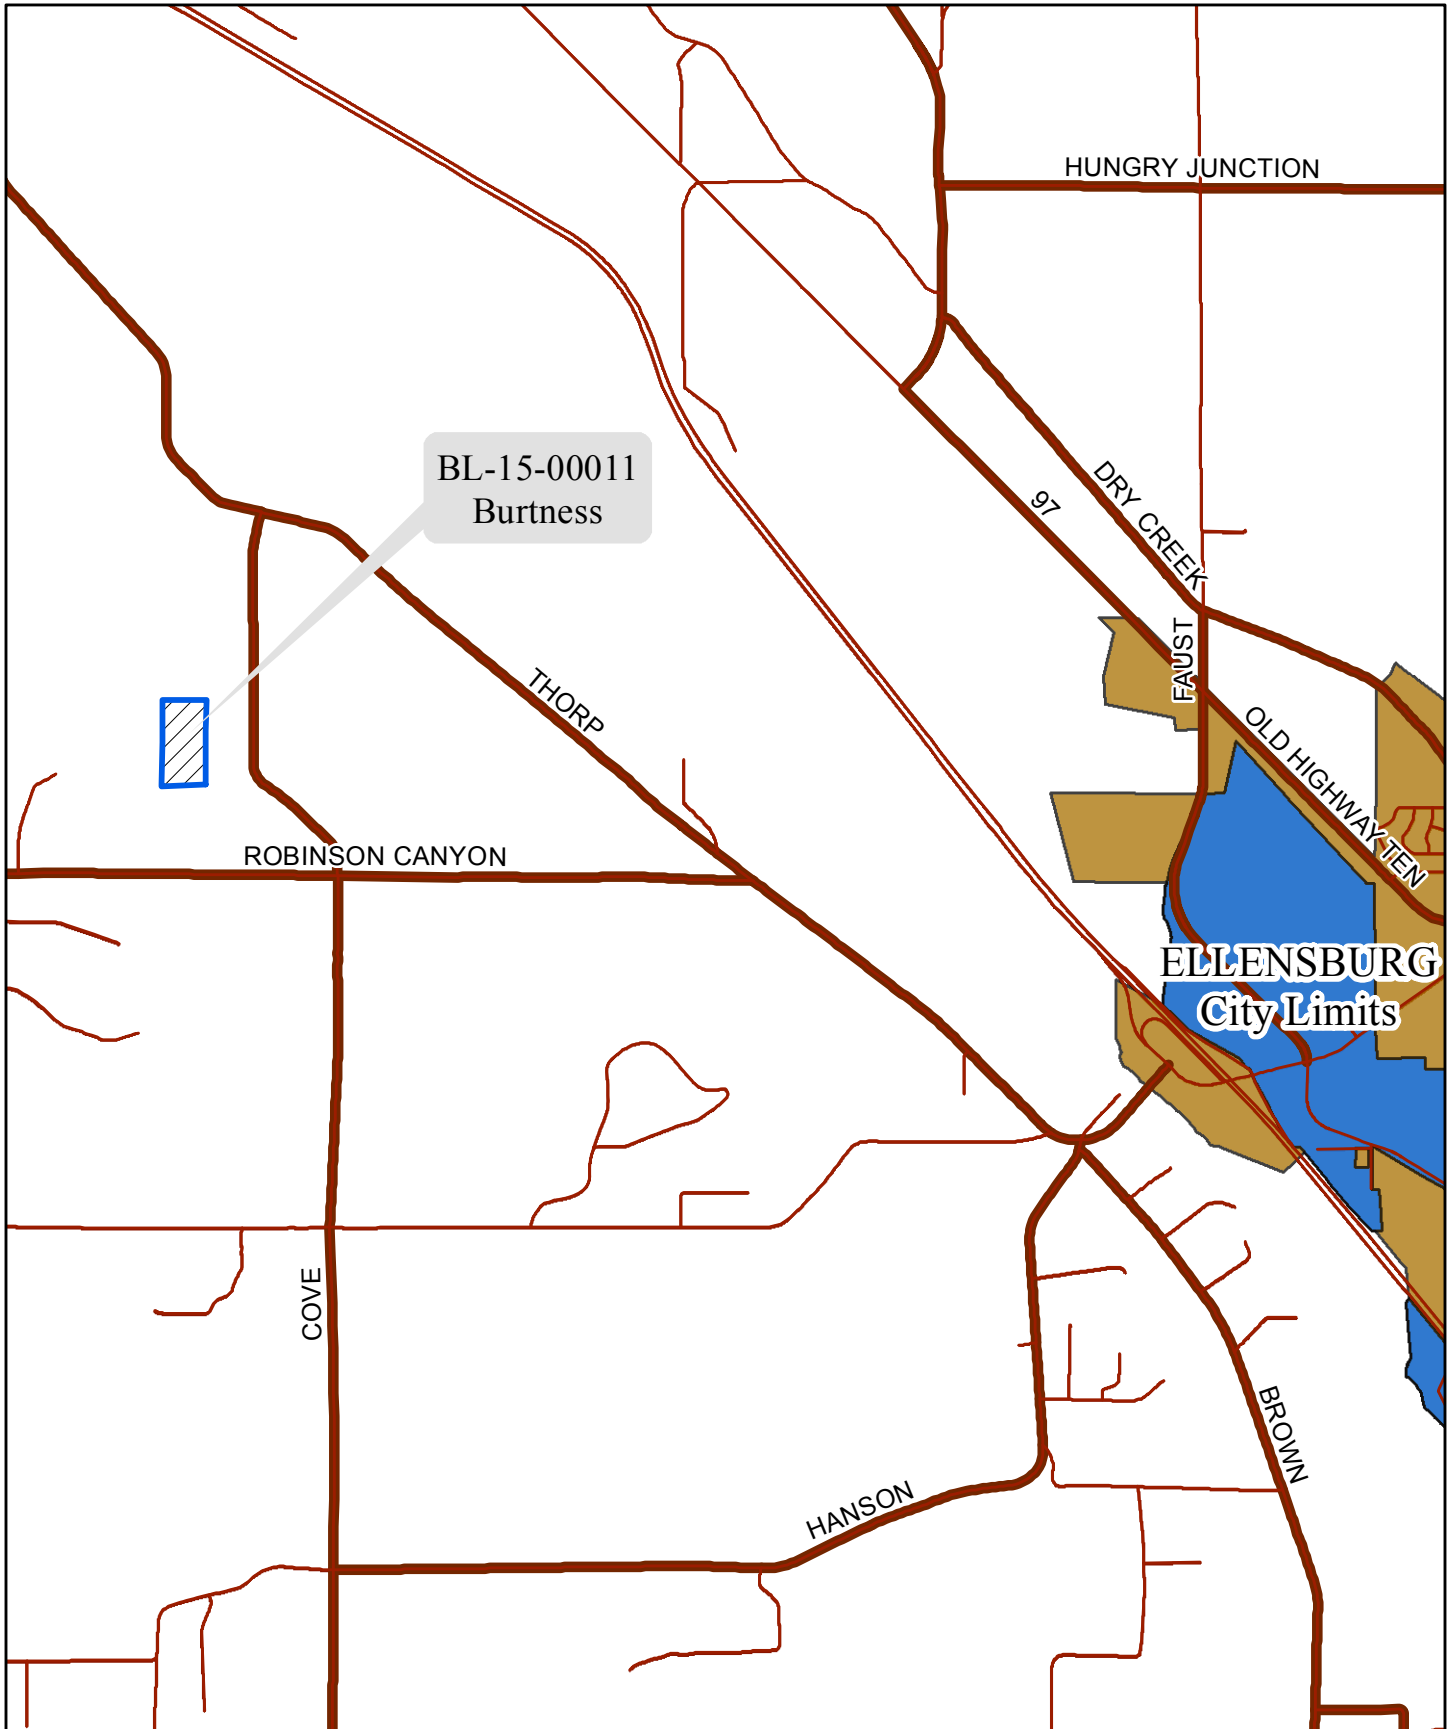 HUNGRY JUNCTION
BL-15-00011
Burtness
DRY CREEK
97
FAUST
THORP
OLD HIGHWAY TEN
ROBINSON CANYON
ELLENSBURG
City Limits
COVE
BROWN
HANSON